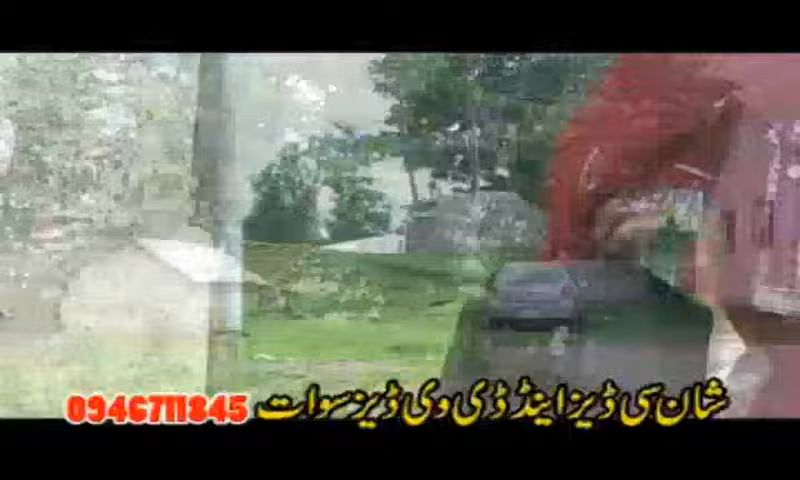 شان سی ڈیز اینڈ ڈی وی ڈیز سوات 0946711845